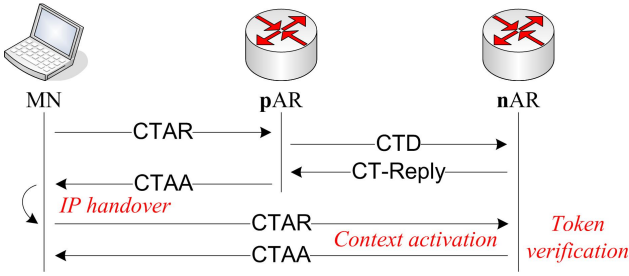 MN
pAR
nAR
CTAR
CTD
CT-Reply
CTAA
IP handover
CTAR
Context activation
Token
verification
CTAA